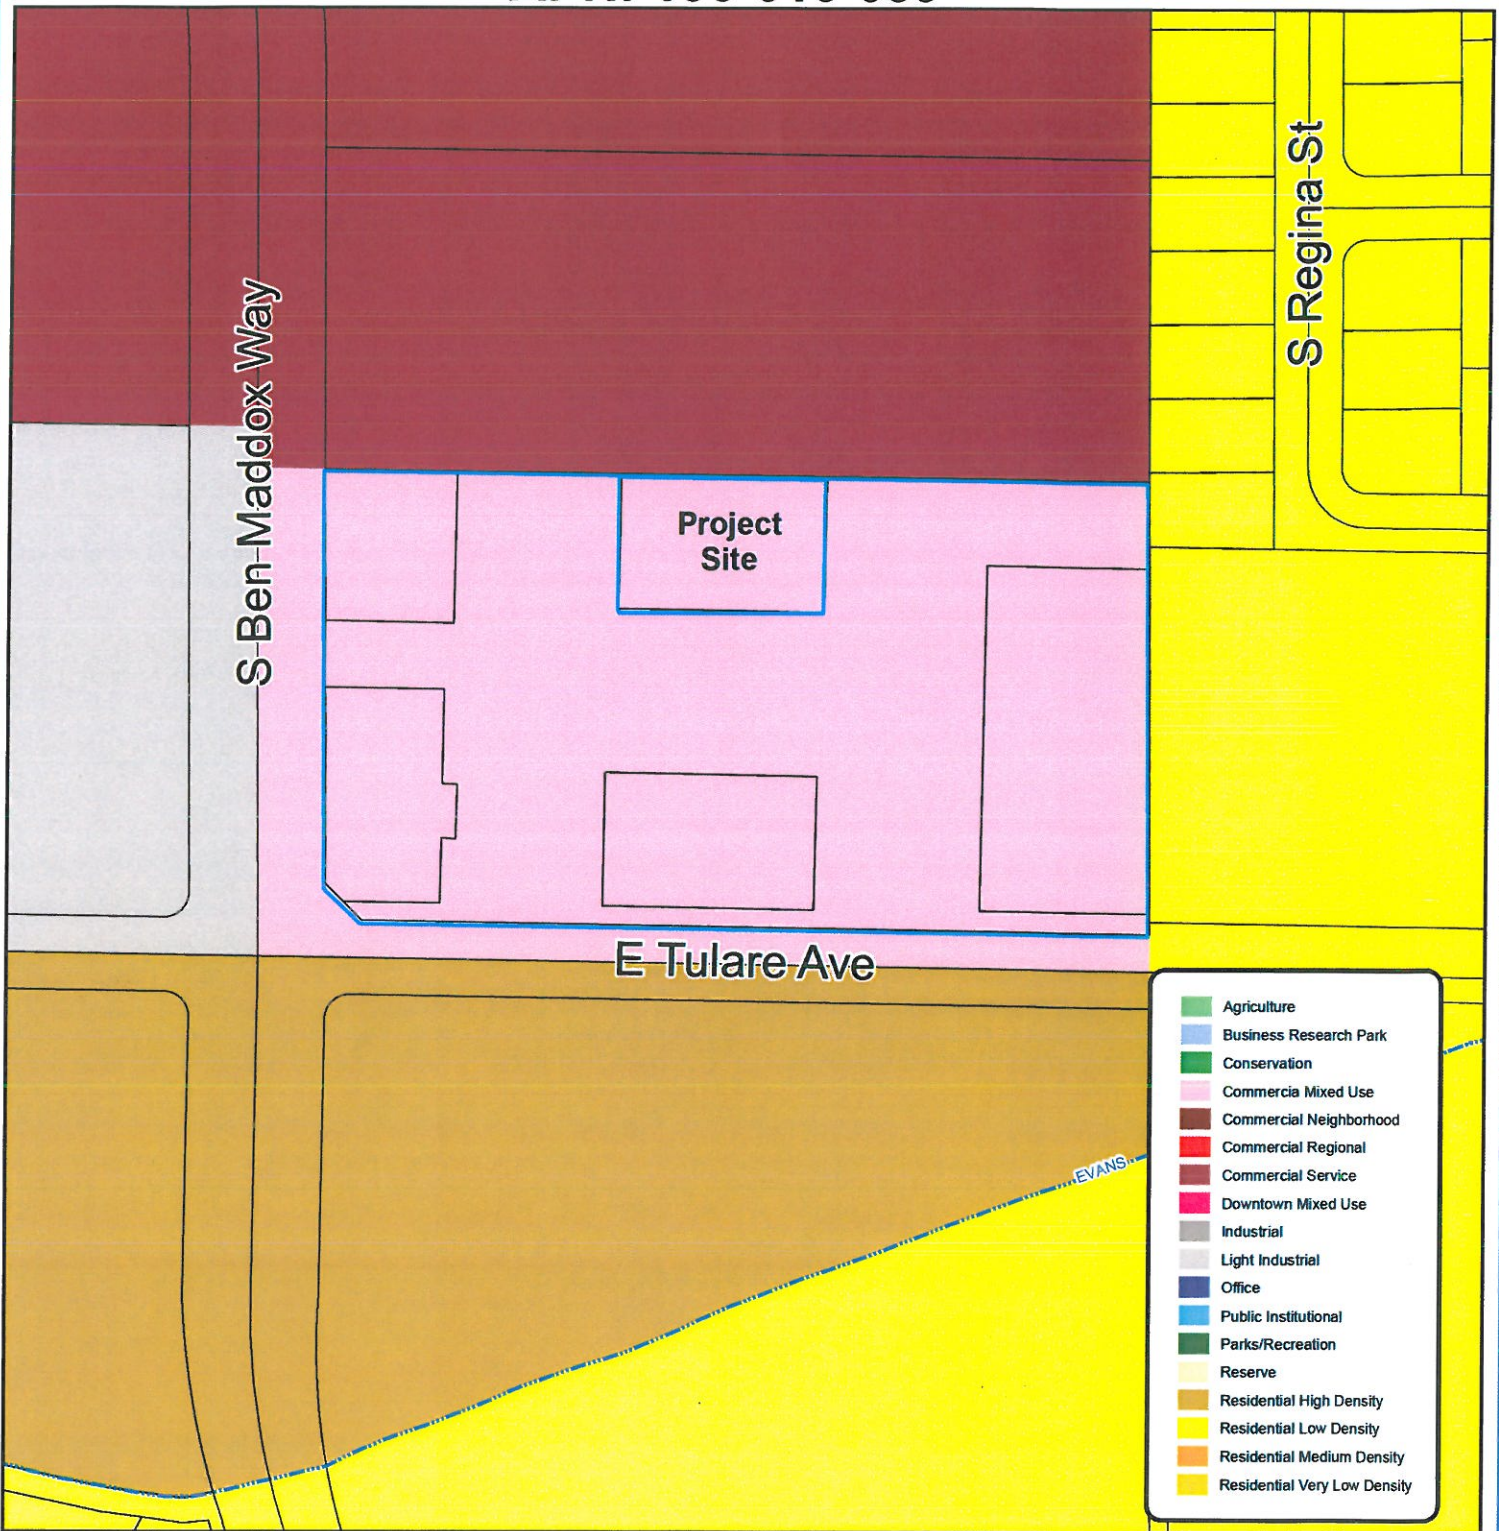 S Regina St
S Ben Maddox Way
Project
Site
E Tulare Ave
EVANS
Agriculture
Business Research Park
Conservation
Commercia Mixed Use
Commercial Neighborhood
Commercial Regional
Commercial Service
Downtown Mixed Use
Industrial
Light Industrial
Office
Public Institutional
Parks/Recreation
Reserve
Residential High Density
Residential Low Density
Residential Medium Density
Residential Very Low Density